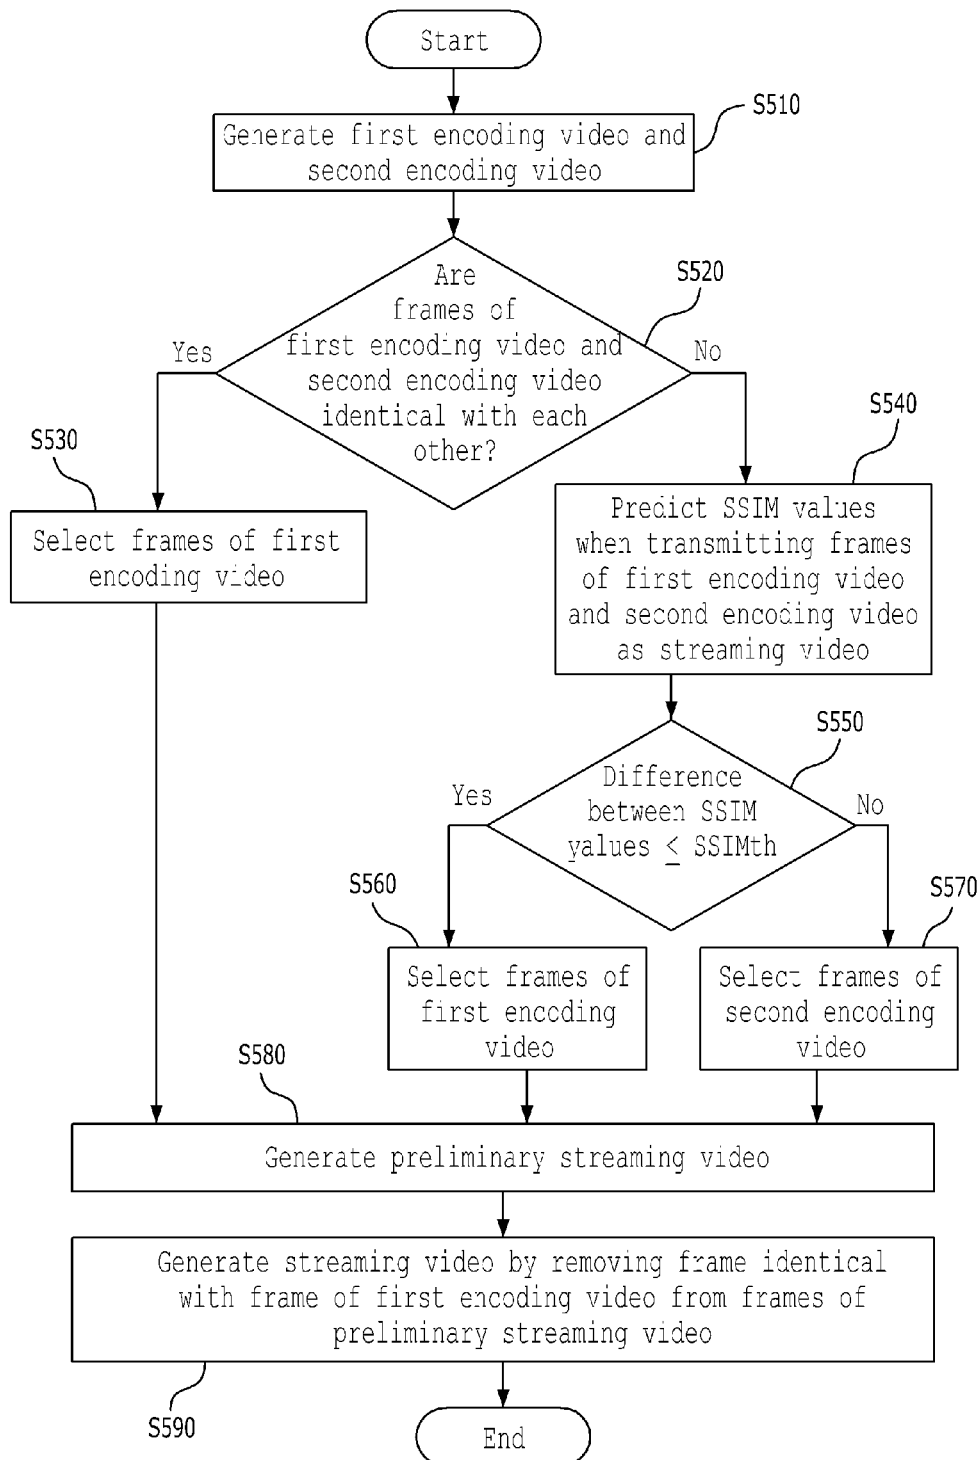 Start
S510
Generate first encoding video and
second encoding video
S520
Are
frames of
first encoding video and
second encoding video
identical with each
other?
Yes
No
S530
S540
Select frames of first
encoding video
Predict SSIM values
when transmitting frames
of first encoding video
and second encoding video
as streaming video
S550
Difference
between SSIM
values ≤ SSIMth
Yes
No
S560
S570
Select frames of
first encoding
video
Select frames of
second encoding
video
S580
Generate preliminary streaming video
Generate streaming video by removing frame identical
with frame of first encoding video from frames of
preliminary streaming video
S590
End